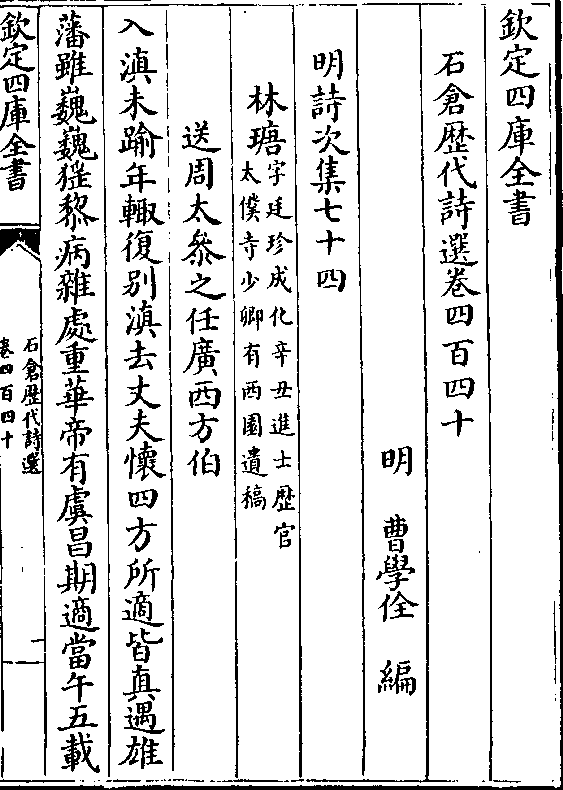 欽定四庫全書
石倉歴代詩選卷四百四十
明　曹學佺　編
明詩次集七十四
林瑭字廷珍成化辛丑進士歴官
太僕寺少卿有西園遺稿
送周太叅之任廣西方伯
入滇未踰年輙復别滇去丈夫懷四方所適皆真遇雄
藩雖巍巍猺黎病雜處重華帝有虞昌期適當午五載
欽定四庫全書
石倉歴代詩選
卷四百四十
一